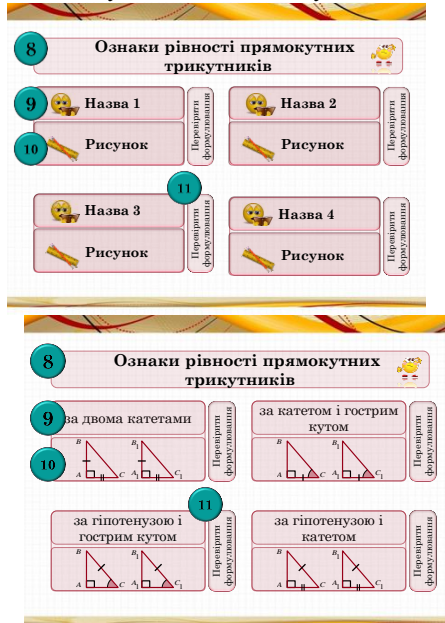 8
Ознаки рівності прямокутних
трикутників
9
Назва 1
Перевірити
формулювання
Назва 2
Перевірити
формулювання
10
Рисунок
Рисунок
11
Назва 3
Перевірити
формулювання
Назва 4
Перевірити
формулювання
Рисунок
Рисунок
8
Ознаки рівності прямокутних
трикутників
9
за двома катетами
Перевірити
формулювання
за катетом і гострим
кутом
Перевірити
формулювання
10
B B₁
A C A₁ C₁
B B₁
A C A₁ C₁
11
за гіпотенузою і
гострим кутом
Перевірити
формулювання
за гіпотенузою і
катетом
Перевірити
формулювання
B B₁
A C A₁ C₁
B B₁
A C A₁ C₁